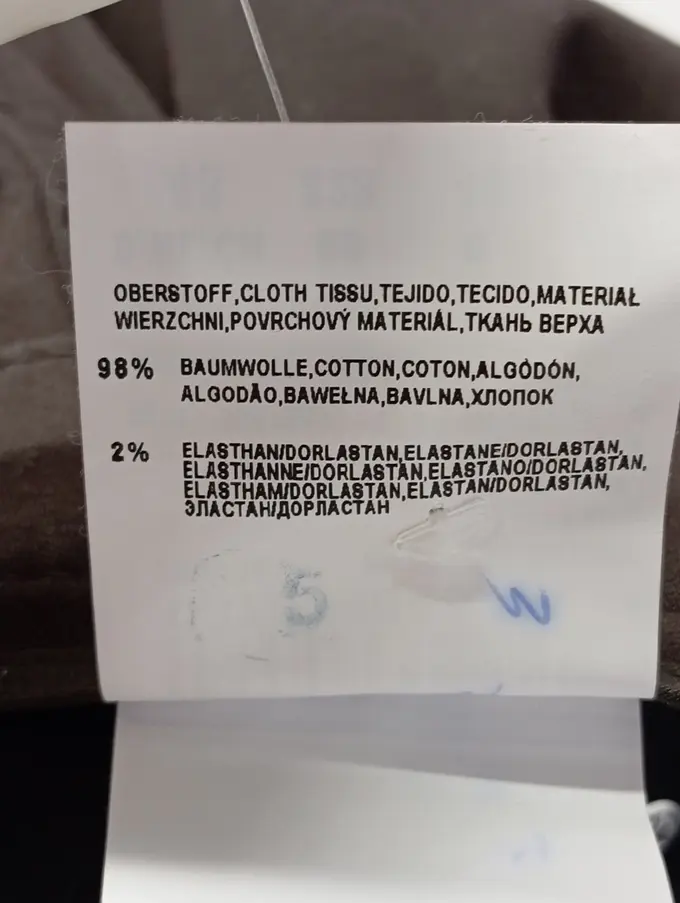 OBERSTOFF,CLOTH TISSU,TEJIDO,TECIDO,MATERIAŁ
WIERZCHNI,POVRCHOVÝ MATERIÁL,ТКАНЬ ВЕРХА
98% BAUMWOLLE,COTTON,COTON,ALGÓDÓN,
ALGODÃO,BAWEŁNA,BAVLNA,ХЛОПОК
2% ELASTHAN/DORLASTAN,ELASTANE/DORLASTAN,
ELASTHANNE/DORLASTAN,ELASTANO/DORLASTAN,
ELASTHAM/DORLASTAN,ELASTAN/DORLASTAN,
ЭЛАСТАН/ДОРЛАСТАН
5